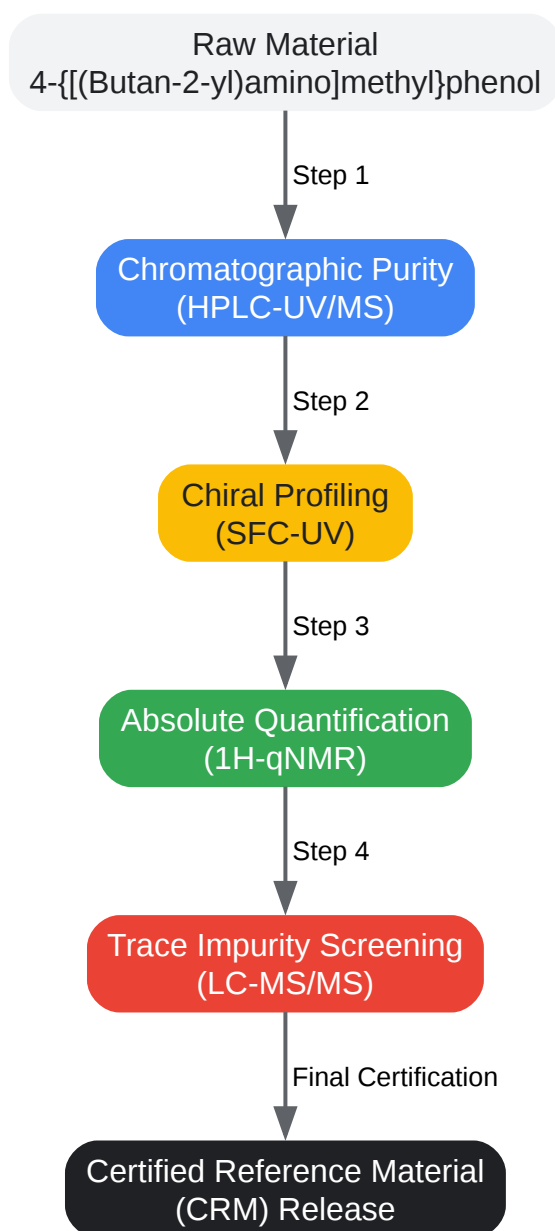 Raw Material
4-{[(Butan-2-yl)amino]methyl}phenol
Step 1
Chromatographic Purity
(HPLC-UV/MS)
Step 2
Chiral Profiling
(SFC-UV)
Step 3
Absolute Quantification
(1H-qNMR)
Step 4
Trace Impurity Screening
(LC-MS/MS)
Final Certification
Certified Reference Material
(CRM) Release